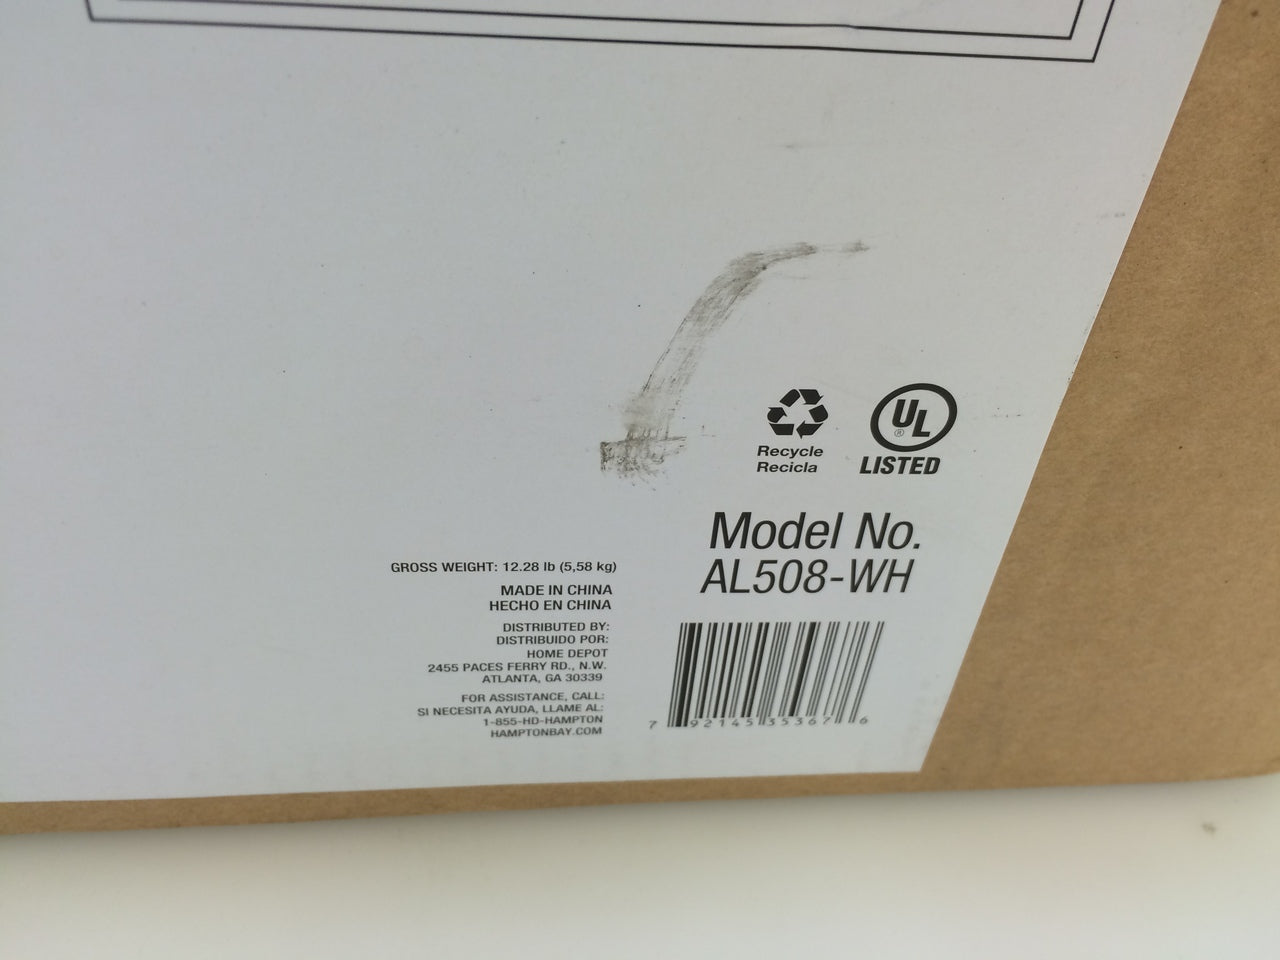 Recycle
Recicla
UL
®
LISTED
Model No.
AL508-WH
GROSS WEIGHT: 12.28 lb (5,58 kg)
MADE IN CHINA
HECHO EN CHINA
DISTRIBUTED BY:
DISTRIBUIDO POR:
HOME DEPOT
2455 PACES FERRY RD., N.W.
ATLANTA, GA 30339
FOR ASSISTANCE, CALL:
SI NECESITA AYUDA, LLAME AL:
1-855-HD-HAMPTON
HAMPTONBAY.COM
7 92145 35367 6